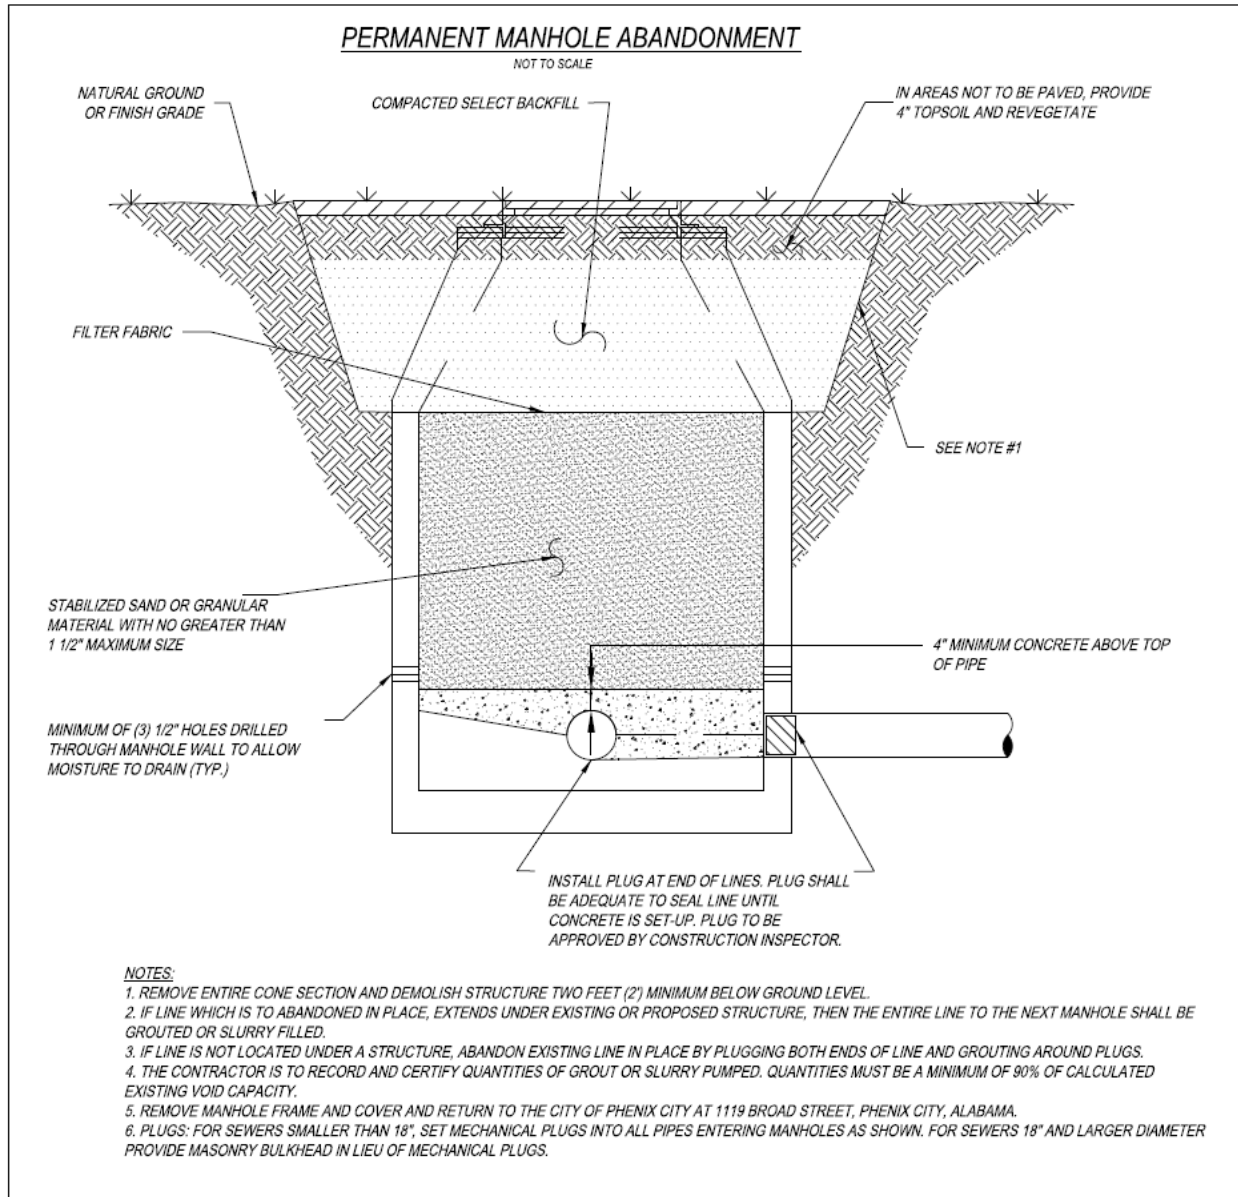 PERMANENT MANHOLE ABANDONMENT
NOT TO SCALE
NATURAL GROUND
OR FINISH GRADE
COMPACTED SELECT BACKFILL
IN AREAS NOT TO BE PAVED, PROVIDE
4" TOPSOIL AND REVEGETATE
FILTER FABRIC
SEE NOTE #1
STABILIZED SAND OR GRANULAR
MATERIAL WITH NO GREATER THAN
1 1/2" MAXIMUM SIZE
4" MINIMUM CONCRETE ABOVE TOP
OF PIPE
MINIMUM OF (3) 1/2" HOLES DRILLED
THROUGH MANHOLE WALL TO ALLOW
MOISTURE TO DRAIN (TYP.)
INSTALL PLUG AT END OF LINES. PLUG SHALL
BE ADEQUATE TO SEAL LINE UNTIL
CONCRETE IS SET-UP. PLUG TO BE
APPROVED BY CONSTRUCTION INSPECTOR.
NOTES:
1. REMOVE ENTIRE CONE SECTION AND DEMOLISH STRUCTURE TWO FEET (2') MINIMUM BELOW GROUND LEVEL.
2. IF LINE WHICH IS TO ABANDONED IN PLACE, EXTENDS UNDER EXISTING OR PROPOSED STRUCTURE, THEN THE ENTIRE LINE TO THE NEXT MANHOLE SHALL BE
GROUTED OR SLURRY FILLED.
3. IF LINE IS NOT LOCATED UNDER A STRUCTURE, ABANDON EXISTING LINE IN PLACE BY PLUGGING BOTH ENDS OF LINE AND GROUTING AROUND PLUGS.
4. THE CONTRACTOR IS TO RECORD AND CERTIFY QUANTITIES OF GROUT OR SLURRY PUMPED. QUANTITIES MUST BE A MINIMUM OF 90% OF CALCULATED
EXISTING VOID CAPACITY.
5. REMOVE MANHOLE FRAME AND COVER AND RETURN TO THE CITY OF PHENIX CITY AT 1119 BROAD STREET, PHENIX CITY, ALABAMA.
6. PLUGS: FOR SEWERS SMALLER THAN 18", SET MECHANICAL PLUGS INTO ALL PIPES ENTERING MANHOLES AS SHOWN. FOR SEWERS 18" AND LARGER DIAMETER
PROVIDE MASONRY BULKHEAD IN LIEU OF MECHANICAL PLUGS.